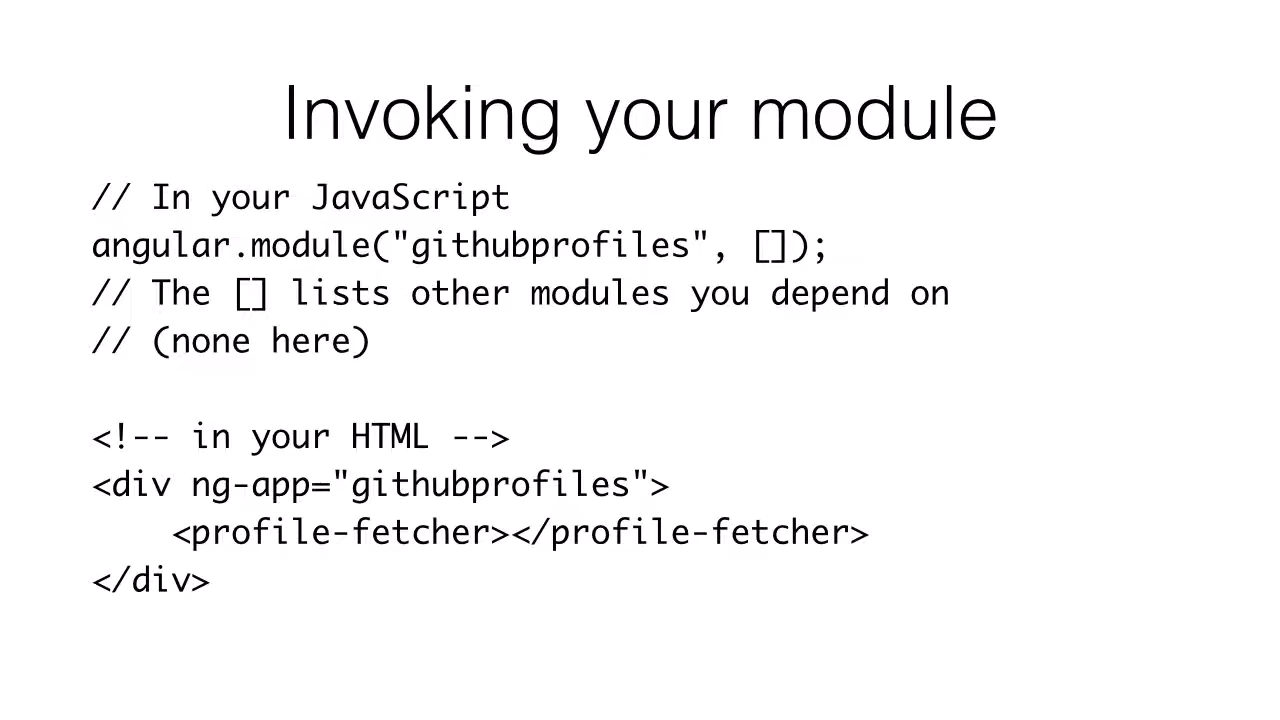 Invoking your module
// In your JavaScript
angular.module("githubprofiles", []);
// The [] lists other modules you depend on
// (none here)
<!-- in your HTML -->
<div ng-app="githubprofiles">
    <profile-fetcher></profile-fetcher>
</div>